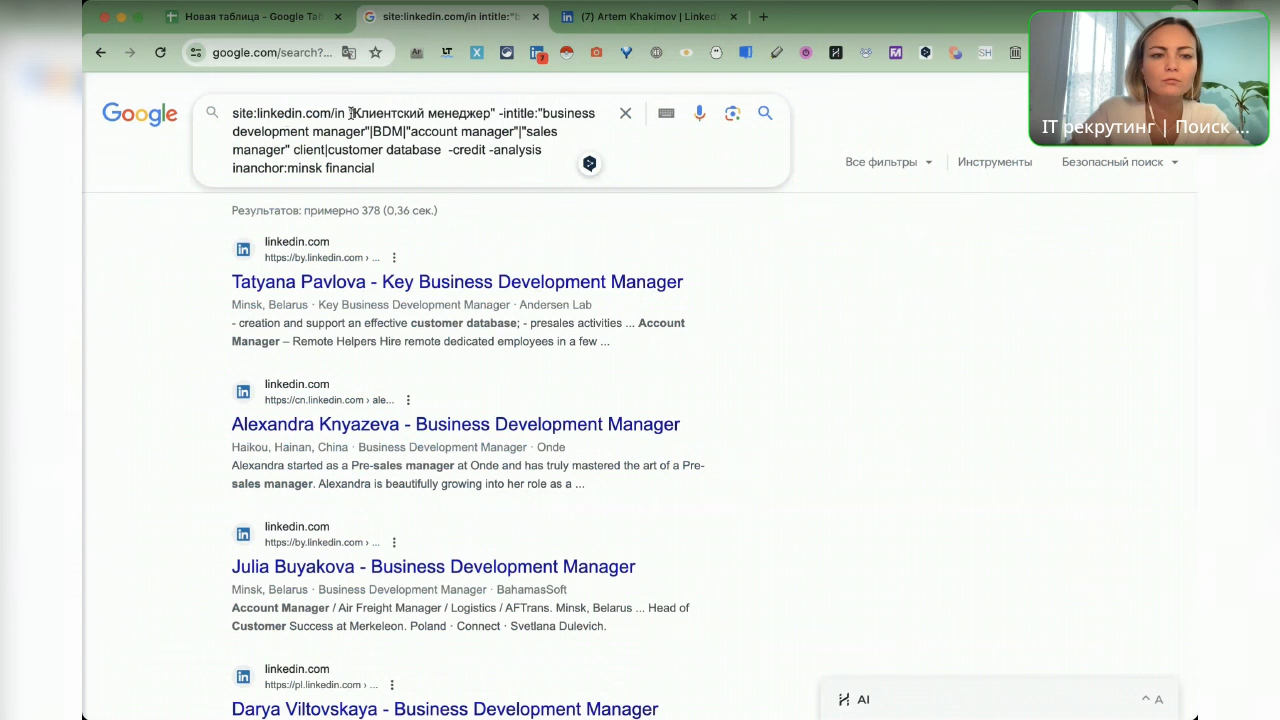 Новая таблица - Google Таб
site:linkedin.com/in intitle:"b
(7) Artem Khakimov | Linked
google.com/search?...
7
SH
IT рекрутинг | Поиск ...
Google
site:linkedin.com/in "Клиентский менеджер" -intitle:"business
development manager"|BDM|"account manager"|"sales
manager" client|customer database -credit -analysis
inanchor:minsk financial
Все фильтры
Инструменты
Безопасный поиск
Результатов: примерно 378 (0,36 сек.)
linkedin.com
https://by.linkedin.com › ...
Tatyana Pavlova - Key Business Development Manager
Minsk, Belarus · Key Business Development Manager · Andersen Lab
- creation and support an effective customer database; - presales activities ... Account
Manager – Remote Helpers Hire remote dedicated employees in a few ...
linkedin.com
https://cn.linkedin.com › ale...
Alexandra Knyazeva - Business Development Manager
Haikou, Hainan, China · Business Development Manager · Onde
Alexandra started as a Pre-sales manager at Onde and has truly mastered the art of a Pre-
sales manager. Alexandra is beautifully growing into her role as a ...
linkedin.com
https://by.linkedin.com › ...
Julia Buyakova - Business Development Manager
Minsk, Belarus · Business Development Manager · BahamasSoft
Account Manager / Air Freight Manager / Logistics / AFTrans. Minsk, Belarus ... Head of
Customer Success at Merkeleon. Poland · Connect · Svetlana Dulevich.
linkedin.com
https://pl.linkedin.com › ...
Darya Viltovskaya - Business Development Manager
AI
A